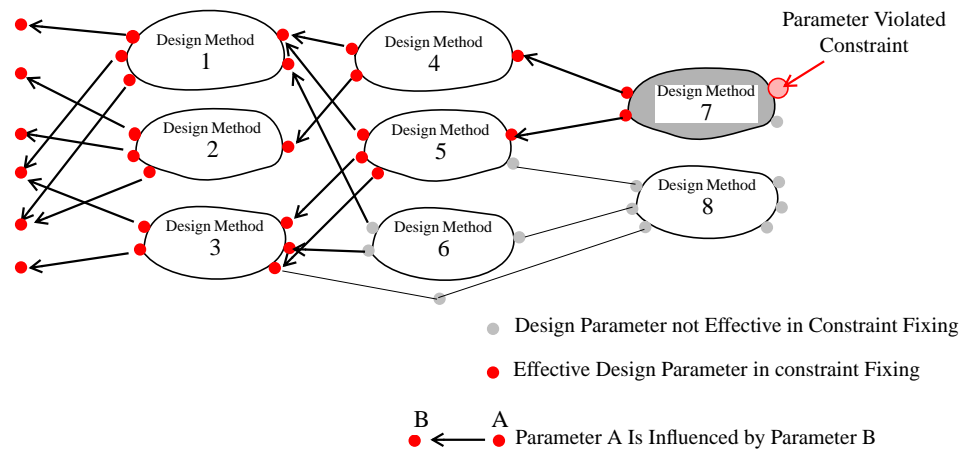 Parameter Violated
Constraint
Design Method
1
Design Method
4
Design Method
7
Design Method
2
Design Method
5
Design Method
8
Design Method
3
Design Method
6
Design Parameter not Effective in Constraint Fixing
Effective Design Parameter in constraint Fixing
B A
Parameter A Is Influenced by Parameter B